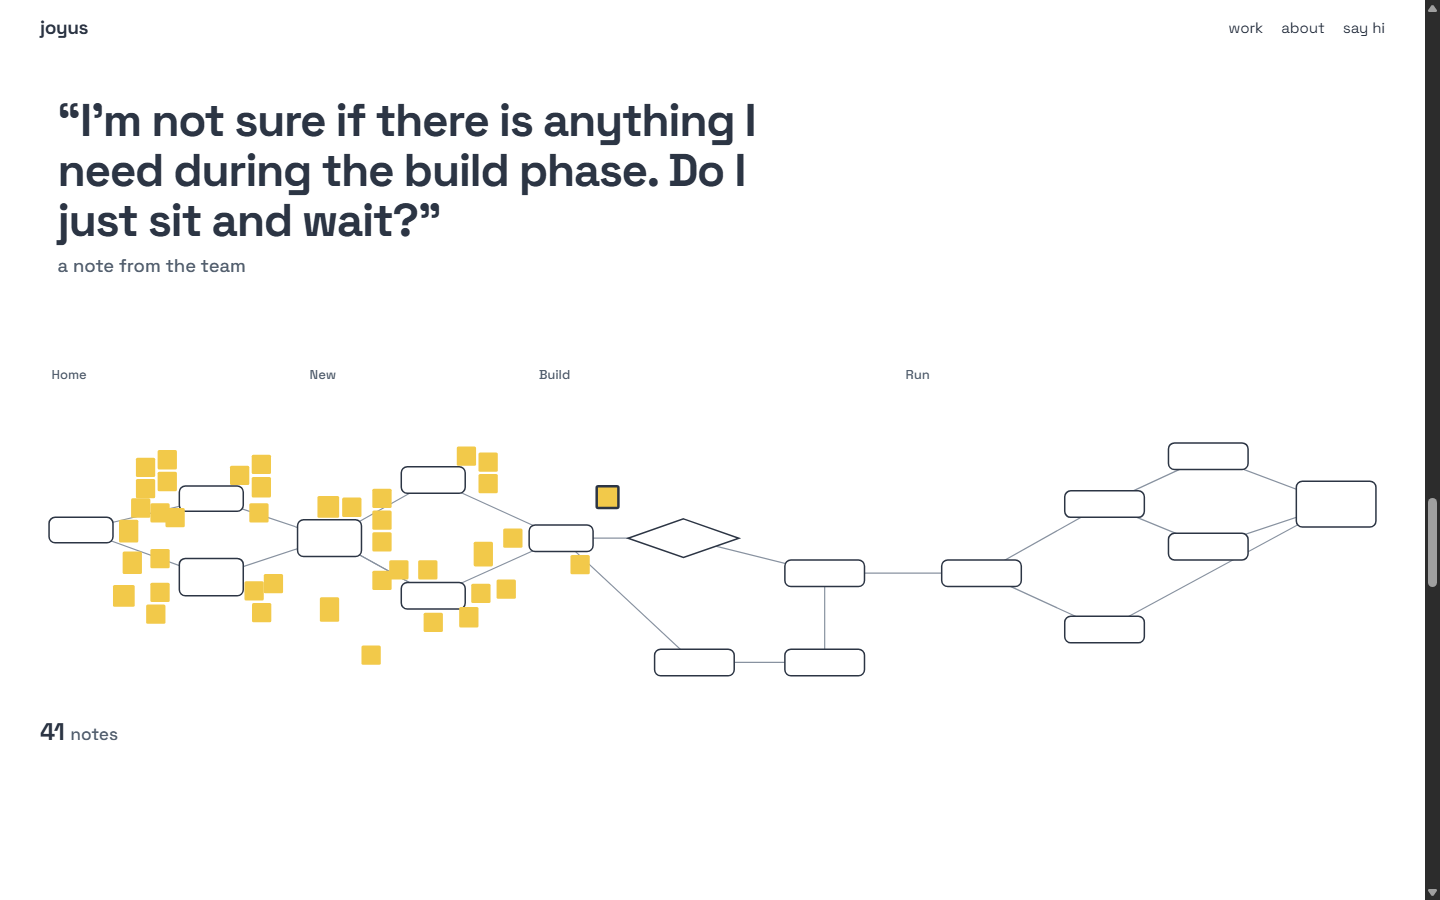 joyus
work about say hi
“I’m not sure if there is anything I
need during the build phase. Do I
just sit and wait?”
a note from the team
Home New Build Run
41 notes